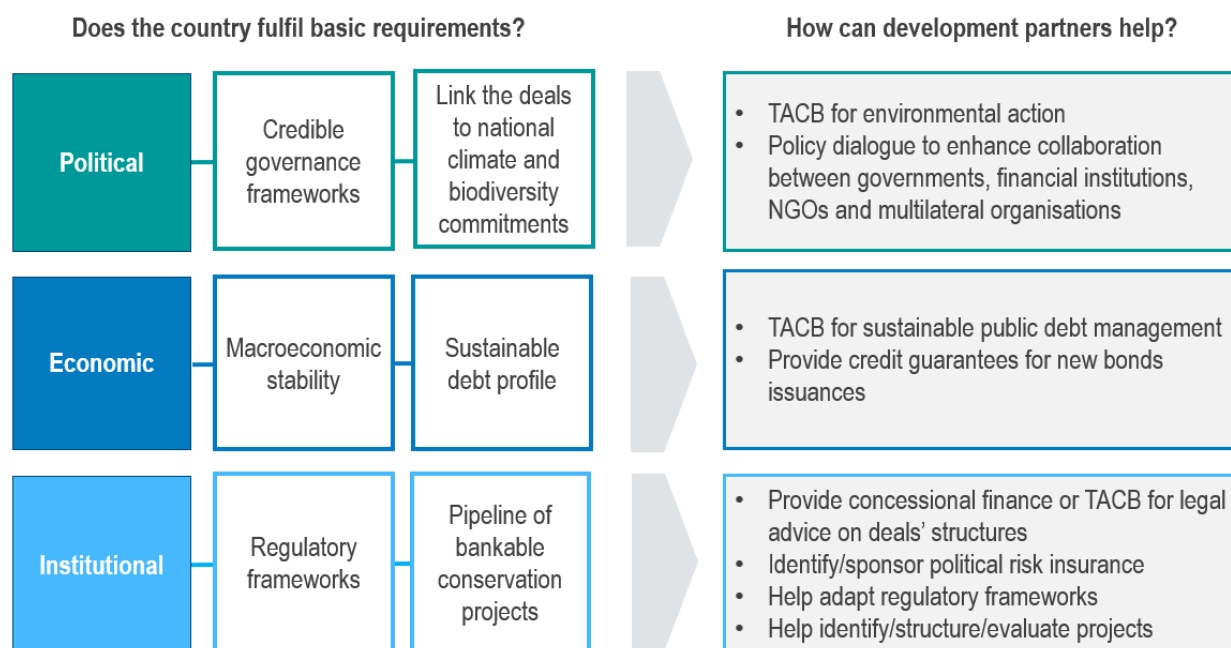 Does the country fulfil basic requirements?
How can development partners help?
Political
Credible
governance
frameworks
Link the deals
to national
climate and
biodiversity
commitments
• TACB for environmental action
• Policy dialogue to enhance collaboration
between governments, financial institutions,
NGOs and multilateral organisations
Economic
Macroeconomic
stability
Sustainable
debt profile
• TACB for sustainable public debt management
• Provide credit guarantees for new bonds
issuances
Institutional
Regulatory
frameworks
Pipeline of
bankable
conservation
projects
• Provide concessional finance or TACB for legal
advice on deals' structures
• Identify/sponsor political risk insurance
• Help adapt regulatory frameworks
• Help identify/structure/evaluate projects